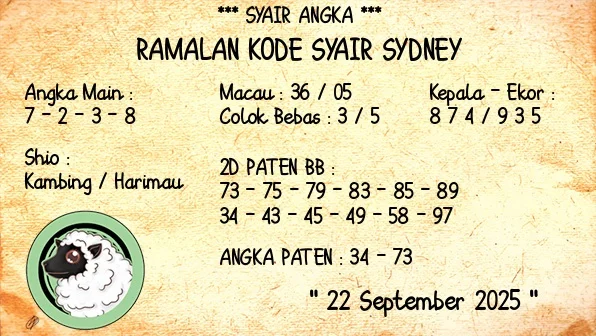 *** SYAIR ANGKA ***
RAMALAN KODE SYAIR SYDNEY
Angka Main :
7 - 2 - 3 - 8
Macau : 36 / 05
Colok Bebas : 3 / 5
Kepala - Ekor :
8 7 4 / 9 3 5
Shio :
Kambing / Harimau
2D PATEN BB :
73 - 75 - 79 - 83 - 85 - 89
34 - 43 - 45 - 49 - 58 - 97
ANGKA PATEN : 34 - 73
" 22 September 2025 "